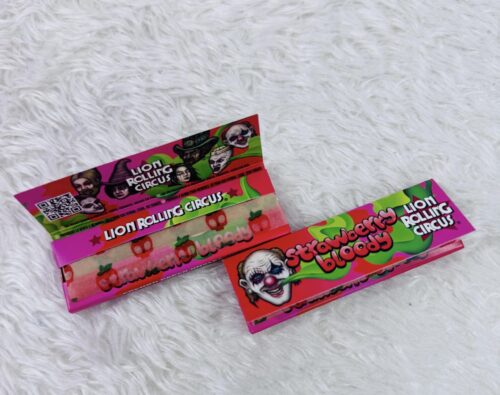 LION
ROLLING
CIRCUS
LION ROLLING CIRCUS
strawberry
bloody
LION
ROLLING
CIRCUS